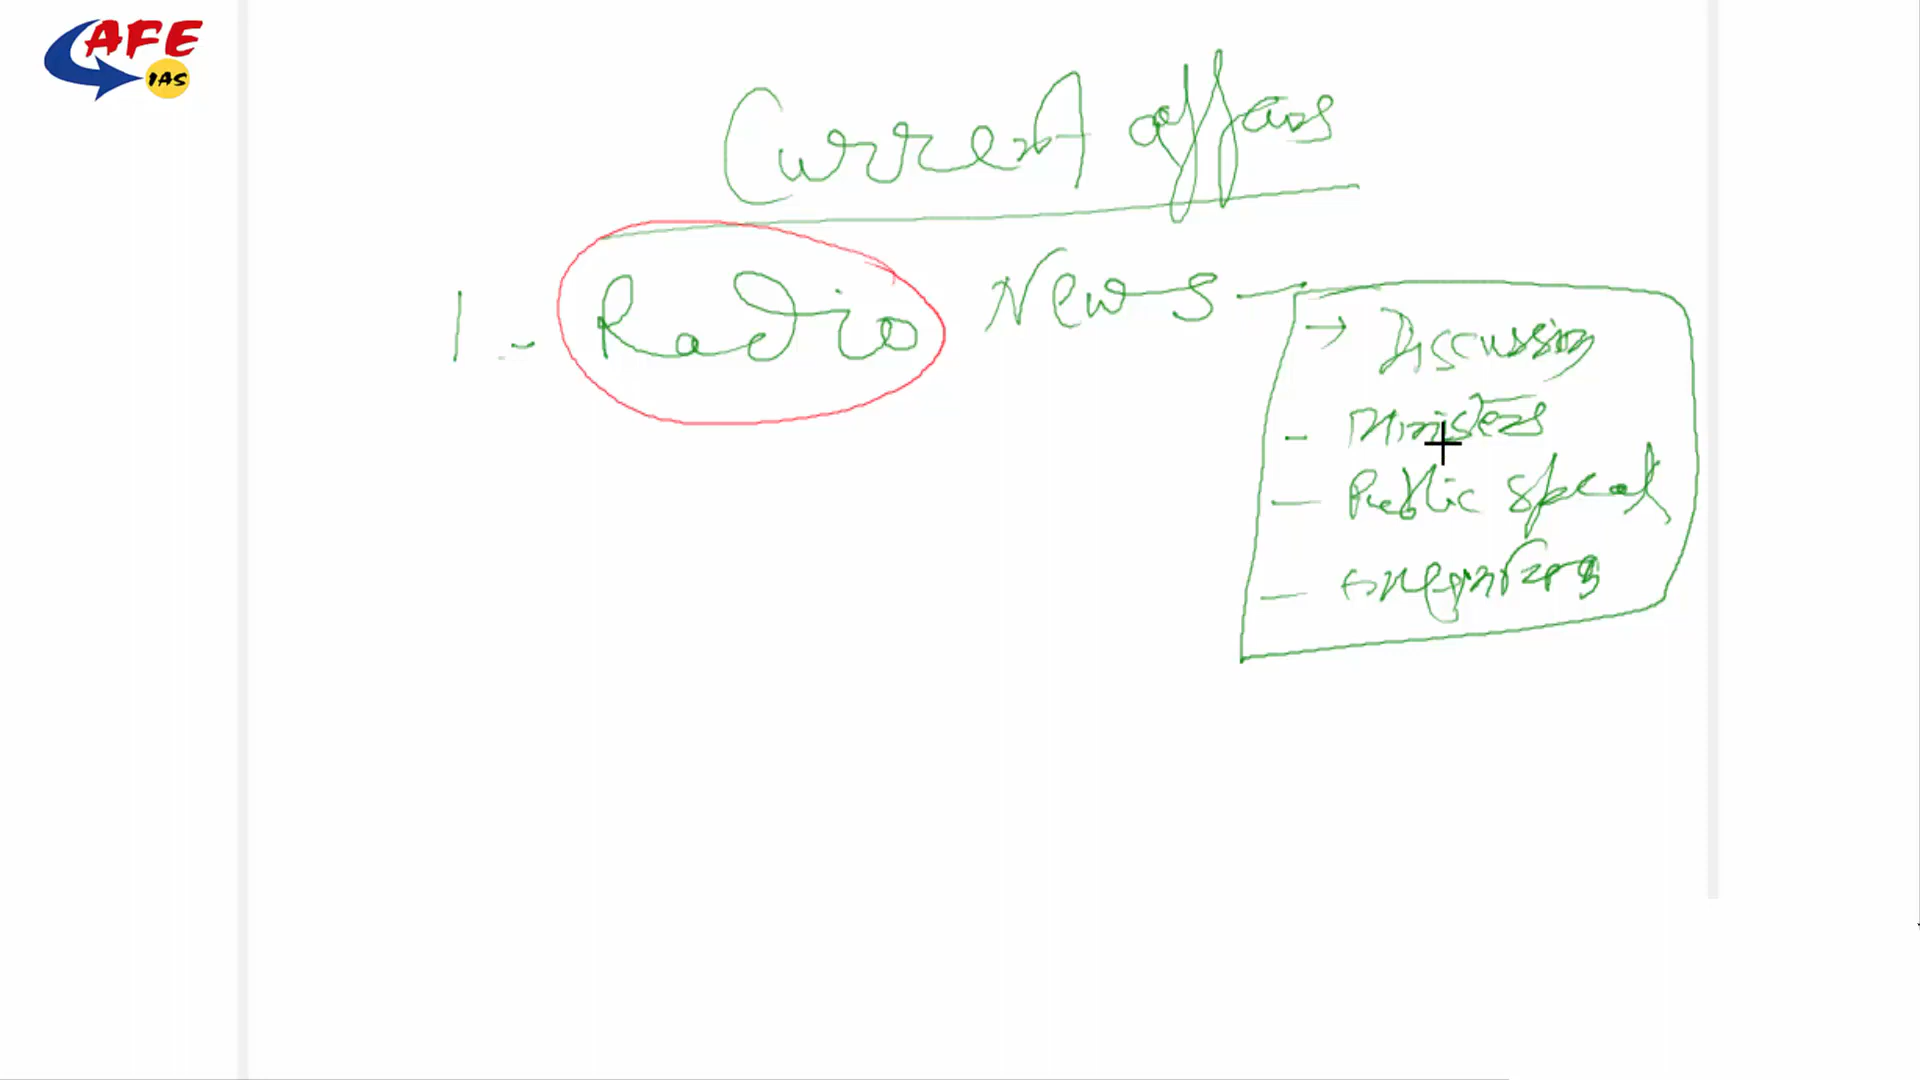 AFE
IAS
Current affairs
1 - Radio News
→ Discussion
- Ministers
- Public Speak
-